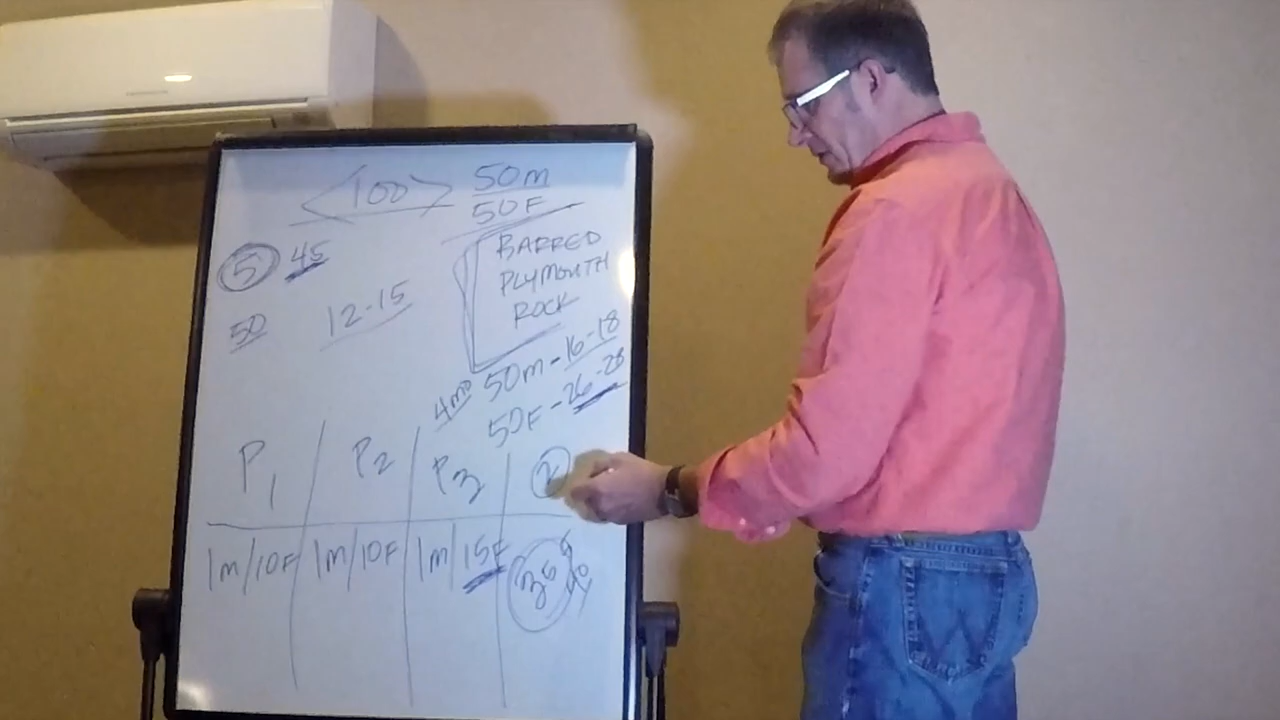 <100> 50m
50F
5 45
BARRED
PLYMOUTH
ROCK
50 12-15
4mo 50m - 16-18
50F - 26-28
P1 P2 P3
1m/10F 1m/10F 1m/15F 35